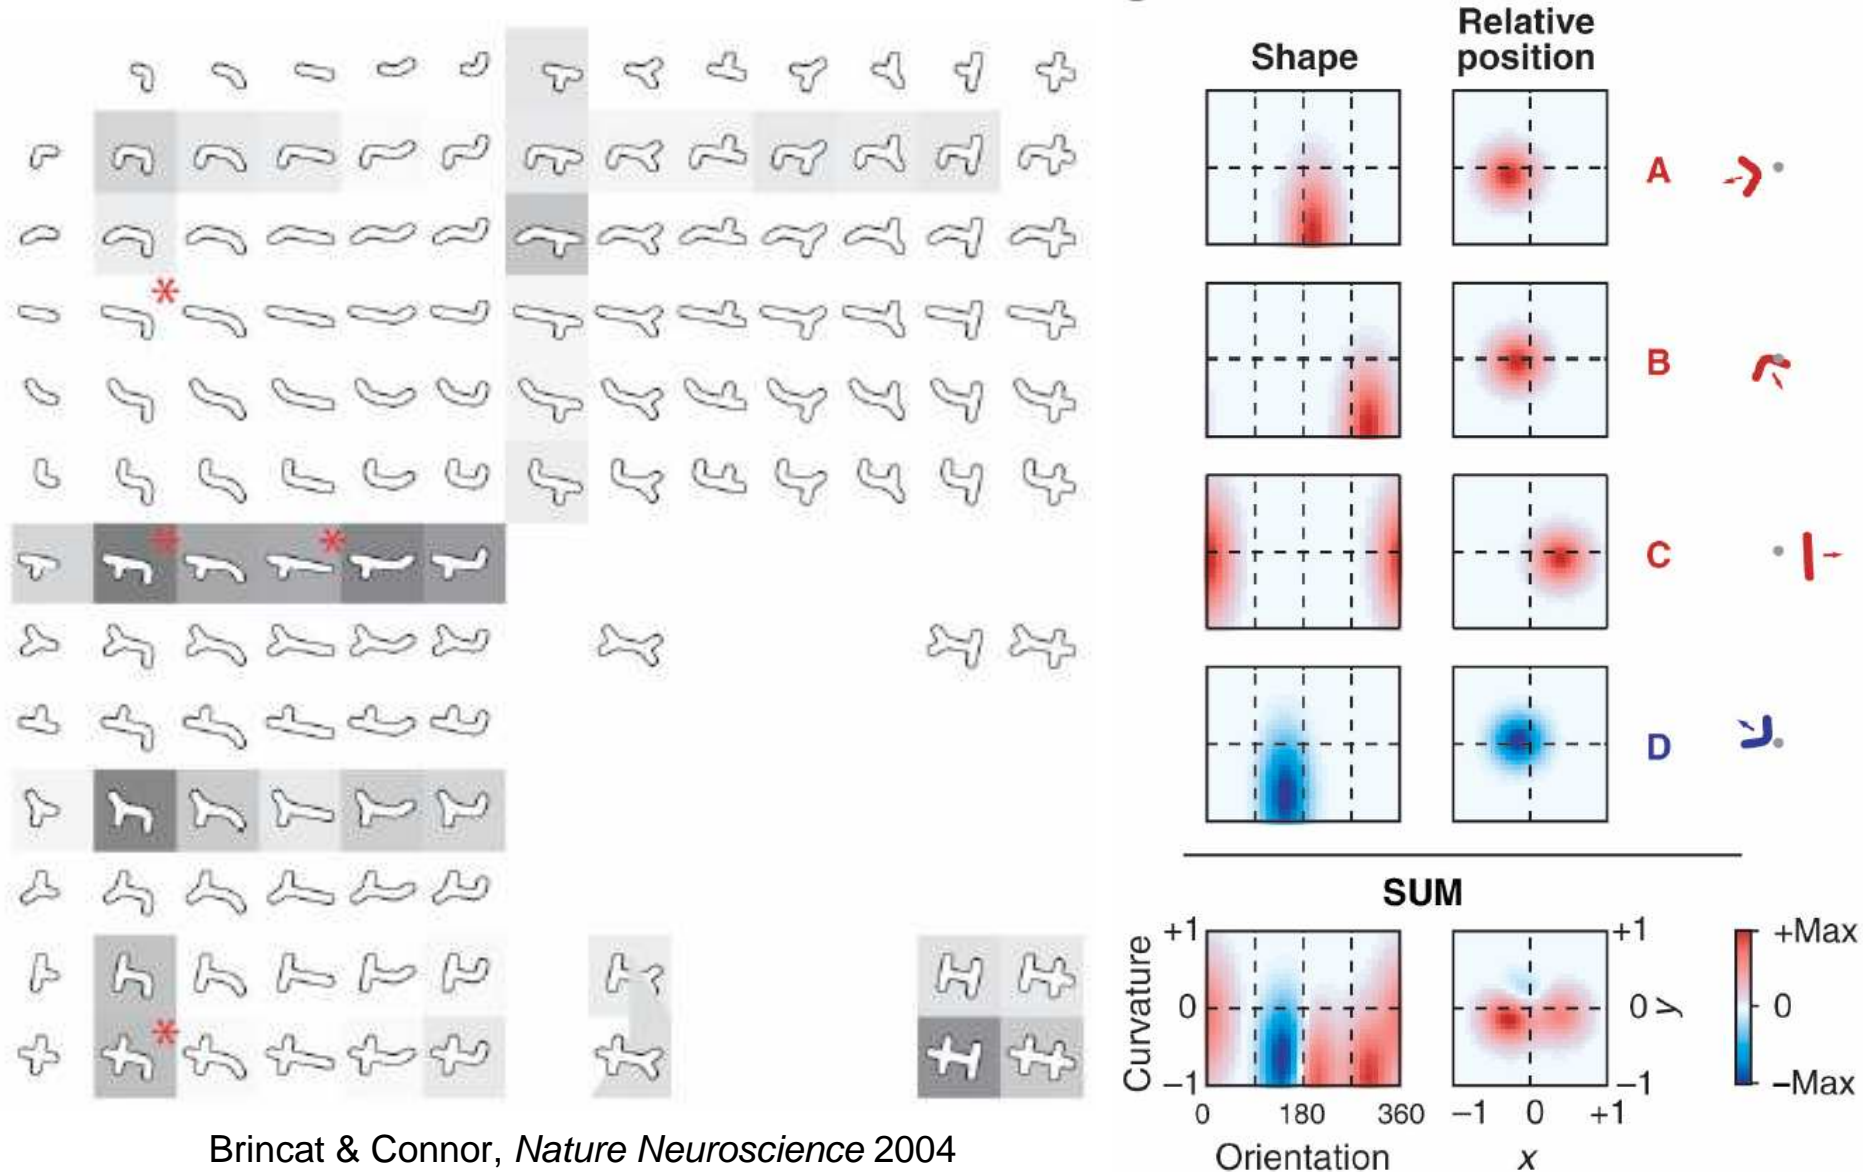 Shape
Relative
position
A
B
C
D
SUM
Curvature
+1
0
−1
0
180
360
Orientation
+1
0
−1
y
−1
0
+1
x
+Max
0
−Max
Brincat & Connor, Nature Neuroscience 2004